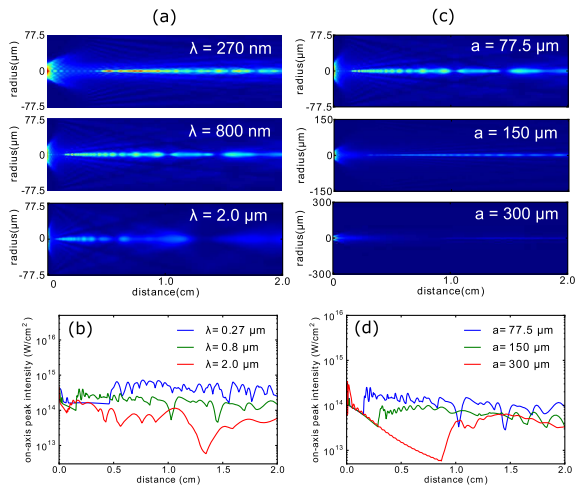 (a)
(c)
77.5
0
-77.5
radius(µm)
λ = 270 nm
77.5
0
-77.5
radius(µm)
λ = 800 nm
77.5
0
-77.5
radius(µm)
λ = 2.0 µm
0
1.0
2.0
distance(cm)
77.5
0
-77.5
radius(µm)
a = 77.5 µm
150
0
-150
radius(µm)
a = 150 µm
300
0
-300
radius(µm)
a = 300 µm
0
1.0
2.0
distance(cm)
(b)
on-axis peak intensity (W/cm²)
10¹⁶
10¹⁵
10¹⁴
10¹³
λ= 0.27 µm
λ= 0.8 µm
λ= 2.0 µm
0.0 0.5 1.0 1.5 2.0
distance (cm)
(d)
on-axis peak intensity (W/cm²)
10¹⁶
10¹⁵
10¹⁴
10¹³
a= 77.5 µm
a= 150 µm
a= 300 µm
0.0 0.5 1.0 1.5 2.0
distance (cm)